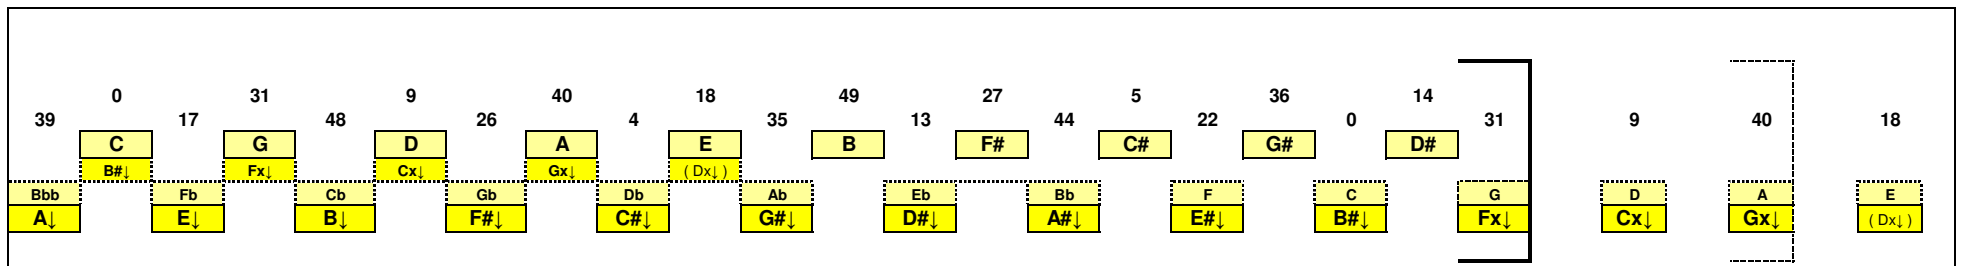 0 31 9 40 18 49 27 5 36 14
39 17 48 26 4 35 13 44 22 0 31 9 40 18
C G D A E B F# C# G# D#
B#↓ Fx↓ Cx↓ Gx↓ ( Dx↓ )
Bbb Fb Cb Gb Db Ab Eb Bb F C G D A E
A↓ E↓ B↓ F#↓ C#↓ G#↓ D#↓ A#↓ E#↓ B#↓ Fx↓ Cx↓ Gx↓ ( Dx↓ )